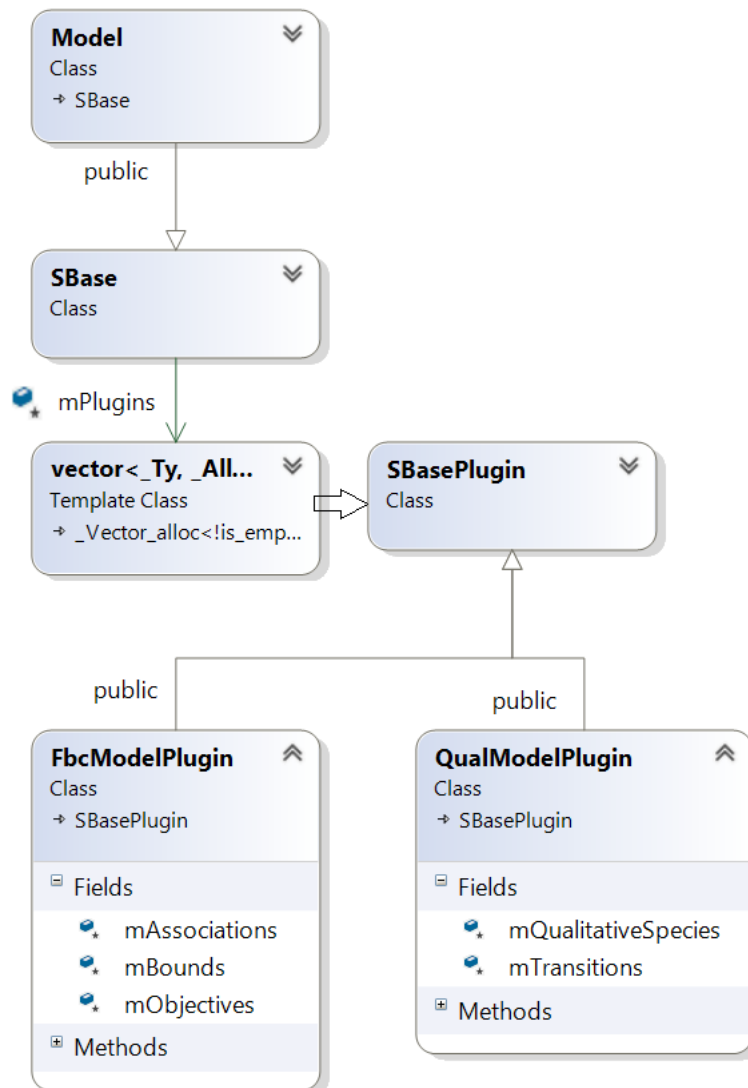 Model
Class
SBase
public
SBase
Class
mPlugins
vector<_Ty, _All...
Template Class
_Vector_alloc<!is_emp...
SBasePlugin
Class
public
public
FbcModelPlugin
Class
SBasePlugin
Fields
mAssociations
mBounds
mObjectives
Methods
QualModelPlugin
Class
SBasePlugin
Fields
mQualitativeSpecies
mTransitions
Methods